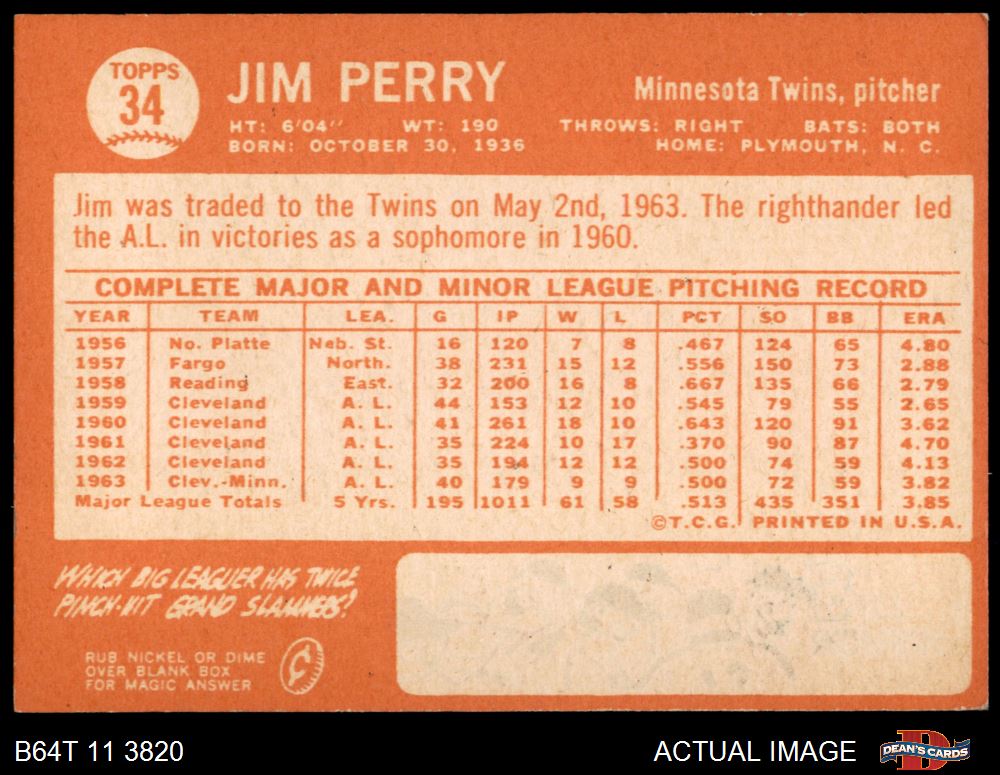 TOPPS
34
JIM PERRY
Minnesota Twins, pitcher
HT: 6'04" WT: 190 THROWS: RIGHT BATS: BOTH
BORN: OCTOBER 30, 1936 HOME: PLYMOUTH, N. C.
Jim was traded to the Twins on May 2nd, 1963. The righthander led
the A.L. in victories as a sophomore in 1960.
COMPLETE MAJOR AND MINOR LEAGUE PITCHING RECORD
YEAR TEAM LEA. G IP W L PCT SO BB ERA
1956 No. Platte Neb. St. 16 120 7 8 .467 124 65 4.80
1957 Fargo North. 38 231 15 12 .556 150 73 2.88
1958 Reading East. 32 200 16 8 .667 135 66 2.79
1959 Cleveland A. L. 44 153 12 10 .545 79 55 2.65
1960 Cleveland A. L. 41 261 18 10 .643 120 91 3.62
1961 Cleveland A. L. 35 224 10 17 .370 90 87 4.70
1962 Cleveland A. L. 35 194 12 12 .500 74 59 4.13
1963 Clev.-Minn. A. L. 40 179 9 9 .500 72 59 3.82
Major League Totals 5 Yrs. 195 1011 61 58 .513 435 351 3.85
©T.C.G. PRINTED IN U.S.A.
WHICH BIG LEAGUER HAS TWICE
PINCH-HIT GRAND SLAMMERS?
RUB NICKEL OR DIME
OVER BLANK BOX
FOR MAGIC ANSWER
B64T 11 3820
ACTUAL IMAGE
D
DEAN'S CARDS